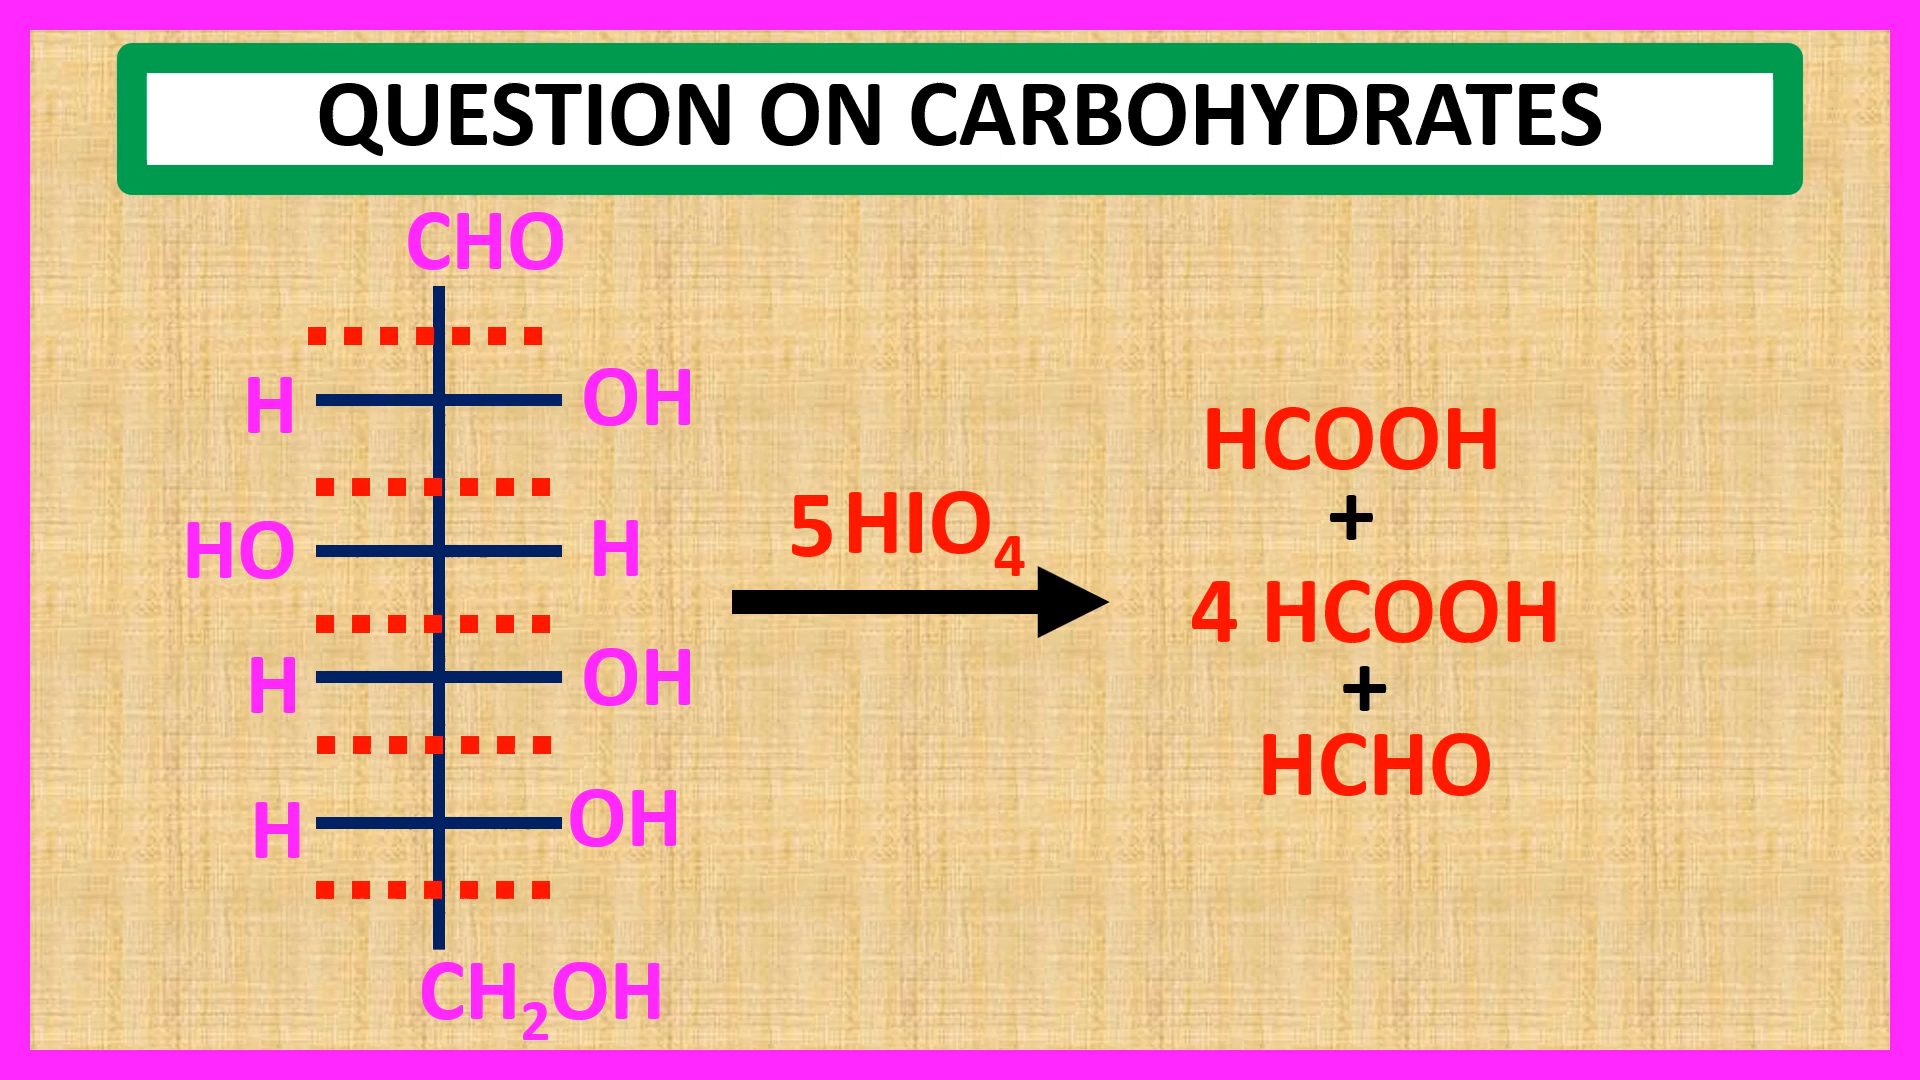 QUESTION ON CARBOHYDRATES
CHO
H OH
HO H
H OH
H OH
CH₂OH
5HIO₄
HCOOH
+
4 HCOOH
+
HCHO